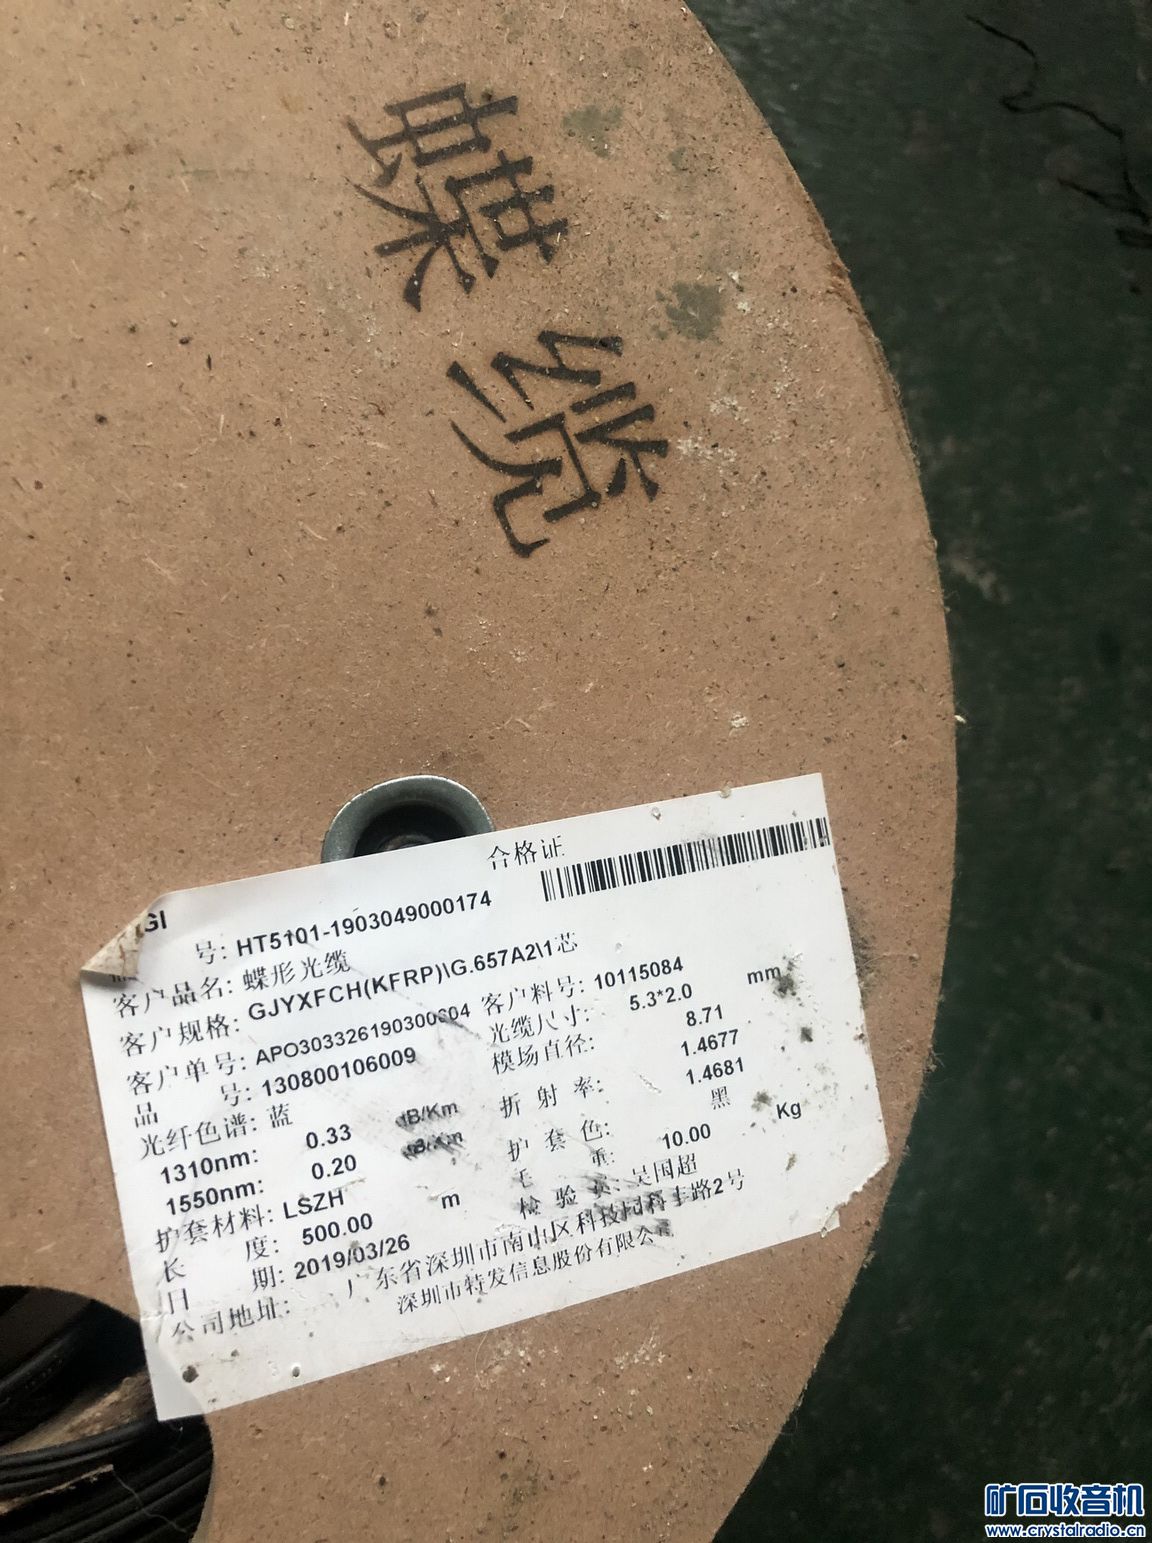 蝶缆
合格证
GI
号: HT5101-1903049000174
客户品名: 蝶形光缆
客户规格: GJYXFCH(KFRP)\G.657A2\1芯
客户单号: 客户料号: 10115084
品 号: 130800106009 光缆尺寸: 5.3*2.0 mm
光纤色谱: 蓝 模场直径: 8.71
1310nm: 0.33 dB/Km 折射率: 1.4677
1550nm: 0.20 dB/Km 1.4681
护套材料: LSZH 护套色: 黑
长 度: 500.00 m 毛 重: 10.00 Kg
日 期: 2019/03/26 检验员: 吴国超
公司地址: 广东省深圳市南山区科技园科丰路2号
深圳市特发信息股份有限公司
矿石收音机
www.crystalradio.cn